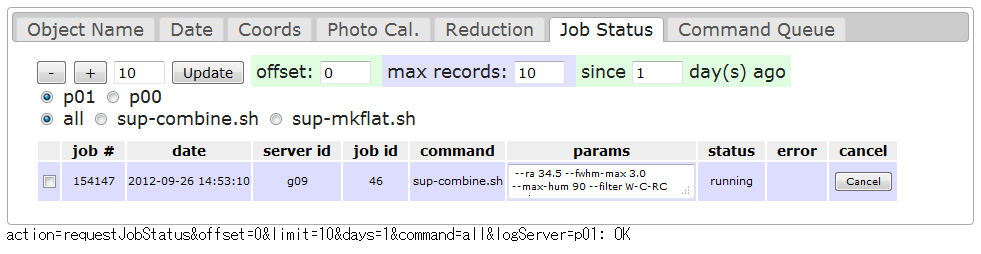 Object Name Date Coords Photo Cal. Reduction Job Status Command Queue
- + 10 Update offset: 0 max records: 10 since 1 day(s) ago
p01 p00
all sup-combine.sh sup-mkflat.sh
job # date server id job id command params status error cancel
154147 2012-09-26 14:53:10 g09 46 sup-combine.sh --ra 34.5 --fwhm-max 3.0 running Cancel
--max-hum 90 --filter W-C-RC
action=requestJobStatus&offset=0&limit=10&days=1&command=all&logServer=p01: OK